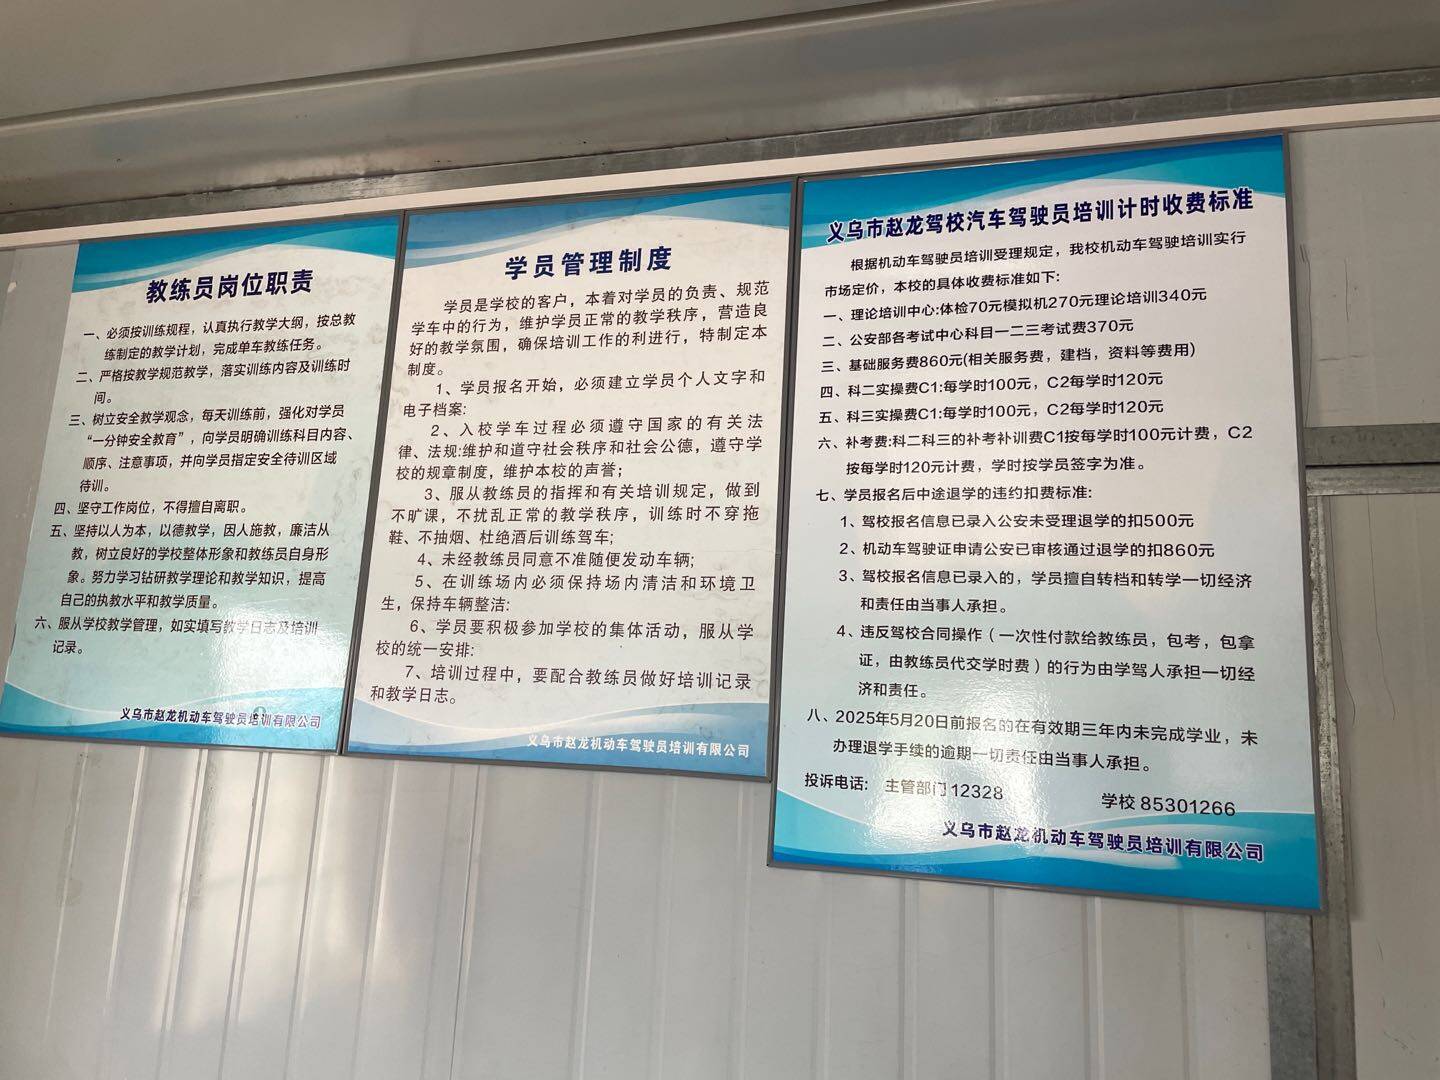 教练员岗位职责
一、必须按训练规程，认真执行教学大纲，按总教
练制定的教学计划，完成单车教练任务。
二、严格按教学规范教学，落实训练内容及训练时
间。
三、树立安全教学观念，每天训练前，强化对学员
“一分钟安全教育”，向学员明确训练科目内容、
顺序、注意事项，并向学员指定安全待训区域
待训。
四、坚守工作岗位，不得擅自离职。
五、坚持以人为本，以德教学，因人施教，廉洁从
教，树立良好的学校整体形象和教练员自身形
象。努力学习钻研教学理论和教学知识，提高
自己的执教水平和教学质量。
六、服从学校教学管理，如实填写教学日志及培训
记录。
义乌市赵龙机动车驾驶员培训有限公司
学员管理制度
学员是学校的客户，本着对学员的负责、规范
学车中的行为，维护学员正常的教学秩序，营造良
好的教学氛围，确保培训工作的利进行，特制定本
制度。
1、学员报名开始，必须建立学员个人文字和
电子档案:
2、入校学车过程必须遵守国家的有关法
律、法规:维护和遵守社会秩序和社会公德，遵守学
校的规章制度，维护本校的声誉；
3、服从教练员的指挥和有关培训规定，做到
不旷课，不扰乱正常的教学秩序，训练时不穿拖
鞋、不抽烟、杜绝酒后训练驾车;
4、未经教练员同意不准随便发动车辆;
5、在训练场内必须保持场内清洁和环境卫
生，保持车辆整洁:
6、学员要积极参加学校的集体活动，服从学
校的统一安排:
7、培训过程中，要配合教练员做好培训记录
和教学日志。
义乌市赵龙机动车驾驶员培训有限公司
义乌市赵龙驾校汽车驾驶员培训计时收费标准
根据机动车驾驶员培训受理规定，我校机动车驾驶培训实行
市场定价，本校的具体收费标准如下:
一、理论培训中心:体检70元模拟机270元理论培训340元
二、公安部各考试中心科目一二三考试费370元
三、基础服务费860元(相关服务费，建档，资料等费用)
四、科二实操费C1:每学时100元，C2每学时120元
五、科三实操费C1:每学时100元，C2每学时120元
六、补考费:科二科三的补考补训费C1按每学时100元计费，C2
按每学时120元计费，学时按学员签字为准。
七、学员报名后中途退学的违约扣费标准:
1、驾校报名信息已录入公安未受理退学的扣500元
2、机动车驾驶证申请公安已审核通过退学的扣860元
3、驾校报名信息已录入的，学员擅自转档和转学一切经济
和责任由当事人承担。
4、违反驾校合同操作（一次性付款给教练员，包考，包拿
证，由教练员代交学时费）的行为由学驾人承担一切经
济和责任。
八、2025年5月20日前报名的在有效期三年内未完成学业，未
办理退学手续的逾期一切责任由当事人承担。
投诉电话： 主管部门 12328 学校 85301266
义乌市赵龙机动车驾驶员培训有限公司